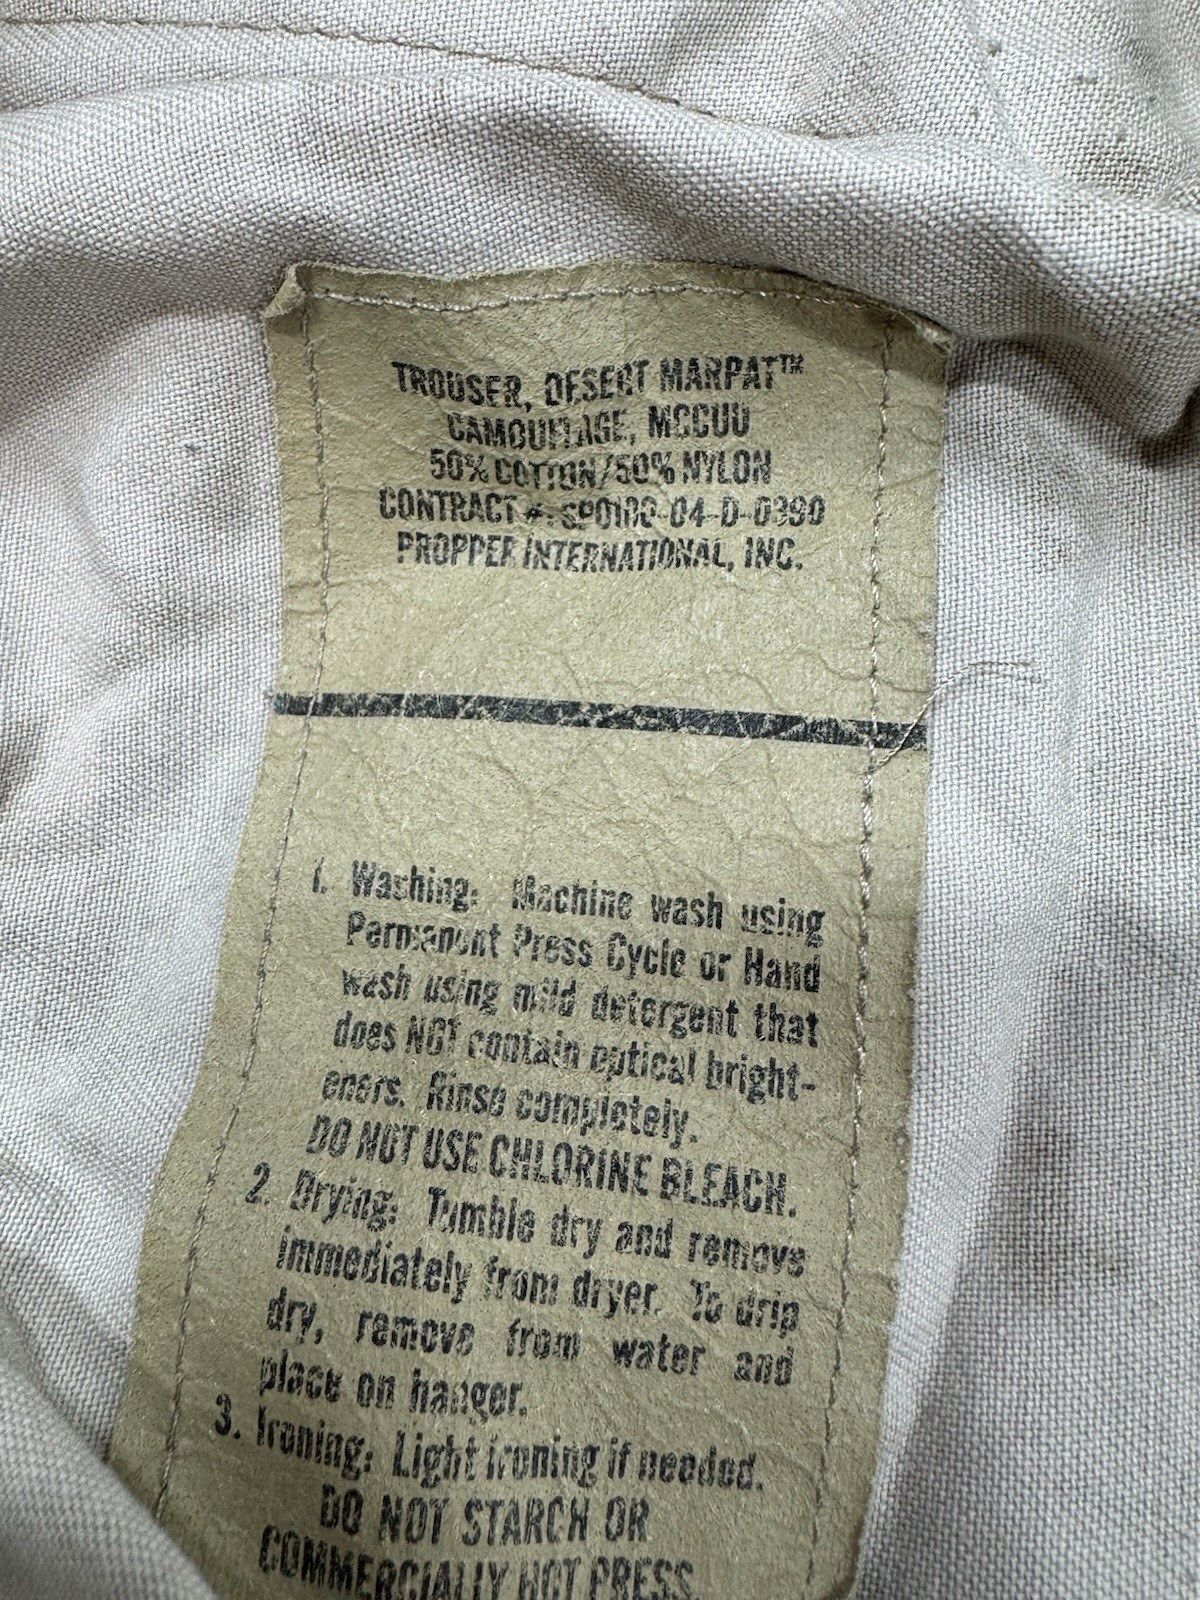 TROUSER, DESERT MARPAT™
CAMOUFLAGE, MCCUU
50% COTTON/50% NYLON
CONTRACT #: SPO100-04-D-0390
PROPPER INTERNATIONAL, INC.
1. Washing: Machine wash using
Permanent Press Cycle or Hand
wash using mild detergent that
does NOT contain optical bright-
eners. Rinse completely.
DO NOT USE CHLORINE BLEACH.
2. Drying: Tumble dry and remove
immediately from dryer. To drip
dry, remove from water and
place on hanger.
3. Ironing: Light ironing if needed.
DO NOT STARCH OR
COMMERCIALLY HOT PRESS.